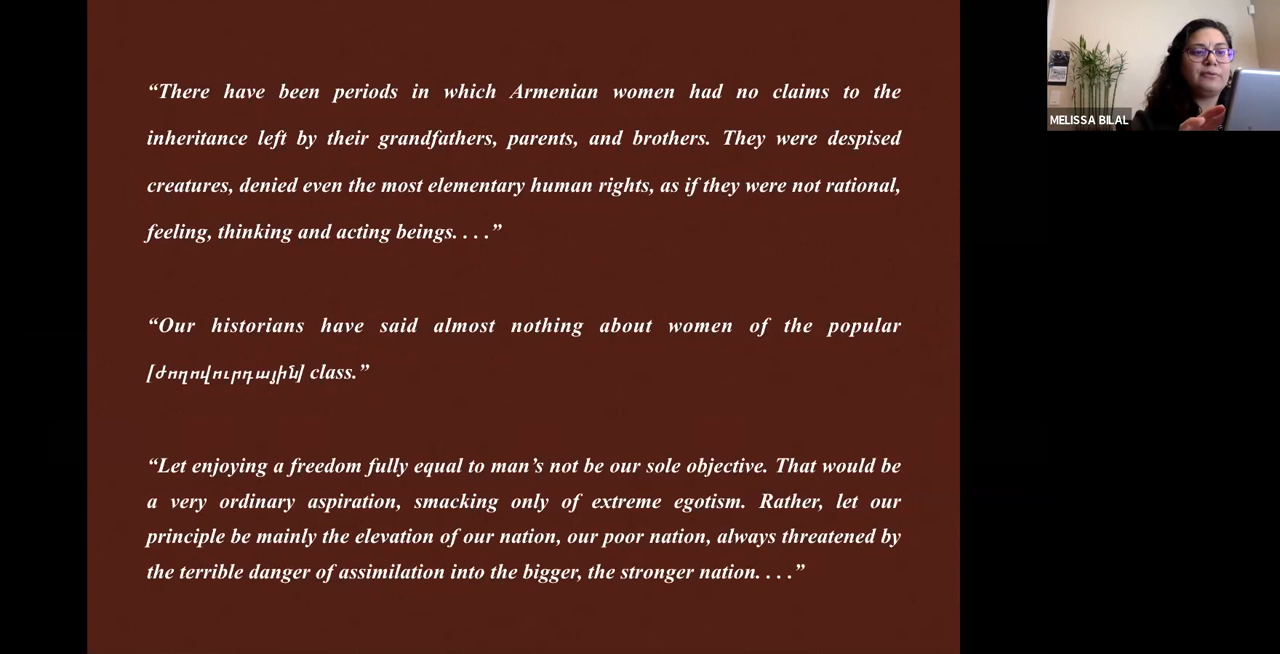 “There have been periods in which Armenian women had no claims to the
inheritance left by their grandfathers, parents, and brothers. They were despised
creatures, denied even the most elementary human rights, as if they were not rational,
feeling, thinking and acting beings. . . .”
“Our historians have said almost nothing about women of the popular
[ժողովուրդային] class.”
“Let enjoying a freedom fully equal to man’s not be our sole objective. That would be
a very ordinary aspiration, smacking only of extreme egotism. Rather, let our
principle be mainly the elevation of our nation, our poor nation, always threatened by
the terrible danger of assimilation into the bigger, the stronger nation. . . .”
MELISSA BILAL